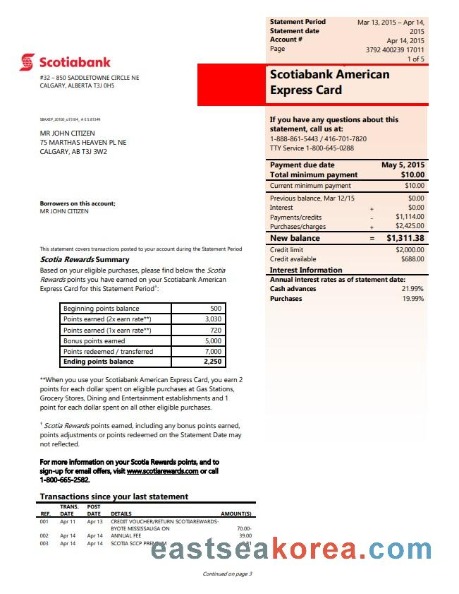 Statement Period Mar 13, 2015 – Apr 14, 2015
Statement date Apr 14, 2015
Account # 3792 400239 17011
Page 1 of 5
Scotiabank
#32 – 850 SADDLETOWNE CIRCLE NE
CALGARY, ALBERTA T3J 0H5
Scotiabank American
Express Card
MR JOHN CITIZEN
75 MARTHAS HEAVEN PL NE
CALGARY, AB T3J 3W2
If you have any questions about this
statement, call us at:
1-888-861-5443 / 416-701-7820
TTY Service 1-800-645-0288
Payment due date May 5, 2015
Total minimum payment $10.00
Current minimum payment $10.00
Previous balance, Mar 12/15 $0.00
Interest + $0.00
Payments/credits - $1,114.00
Purchases/charges + $2,425.00
New balance = $1,311.38
Credit limit $2,000.00
Credit available $688.00
Interest Information
Annual interest rates as of statement date:
Cash advances 21.99%
Purchases 19.99%
Borrowers on this account;
MR JOHN CITIZEN
This statement covers transactions posted to your account during the Statement Period
Scotia Rewards Summary
Based on your eligible purchases, please find below the Scotia
Rewards points you have earned on your Scotiabank American
Express Card for this Statement Period¹:
Beginning points balance 500
Points earned (2x earn rate**) 3,030
Points earned (1x earn rate**) 720
Bonus points earned 5,000
Points redeemed / transferred 7,000
Ending points balance 2,250
**When you use your Scotiabank American Express Card, you earn 2
points for each dollar spent on eligible purchases at Gas Stations,
Grocery Stores, Dining and Entertainment establishments and 1
point for each dollar spent on all other eligible purchases.
¹ Scotia Rewards points earned, including any bonus points earned,
points adjustments or points redeemed on the Statement Date may
not reflected.
For more information on your Scotia Rewards points, and to
sign-up for email offers, visit www.scotiarewards.com or call
1-800-665-2582.
Transactions since your last statement
REF. TRANS. DATE POST DATE DETAILS AMOUNT(S)
001 Apr 11 Apr 13 CREDIT VOUCHER/RETURN SCOTIAREWARDS-
BYOTE MISSISSAUGA ON 70.00-
002 Apr 14 Apr 14 ANNUAL FEE 39.00
003 Apr 14 Apr 14 SCOTIA SCCP
eastseakorea.com
Continued on page 3